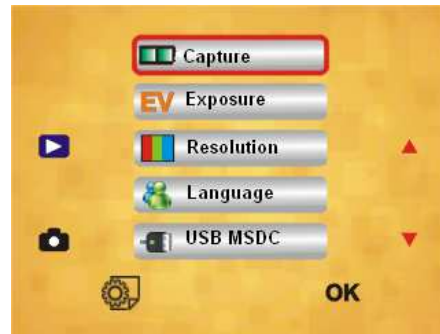 Capture
EV Exposure
Resolution
Language
USB MSDC
OK